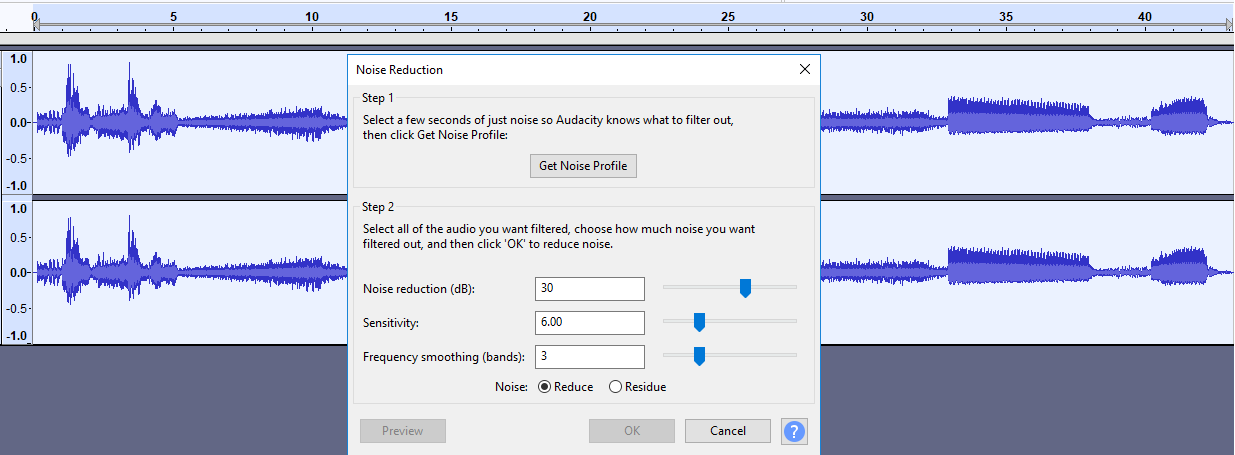 0 5 10 15 20 25 30 35 40
1.0
0.5
0.0
-0.5
-1.0
1.0
0.5
0.0
-0.5
-1.0
Noise Reduction
Step 1
Select a few seconds of just noise so Audacity knows what to filter out,
then click Get Noise Profile:
Get Noise Profile
Step 2
Select all of the audio you want filtered, choose how much noise you want
filtered out, and then click 'OK' to reduce noise.
Noise reduction (dB): 30
Sensitivity: 6.00
Frequency smoothing (bands): 3
Noise: Reduce Residue
Preview OK Cancel ?